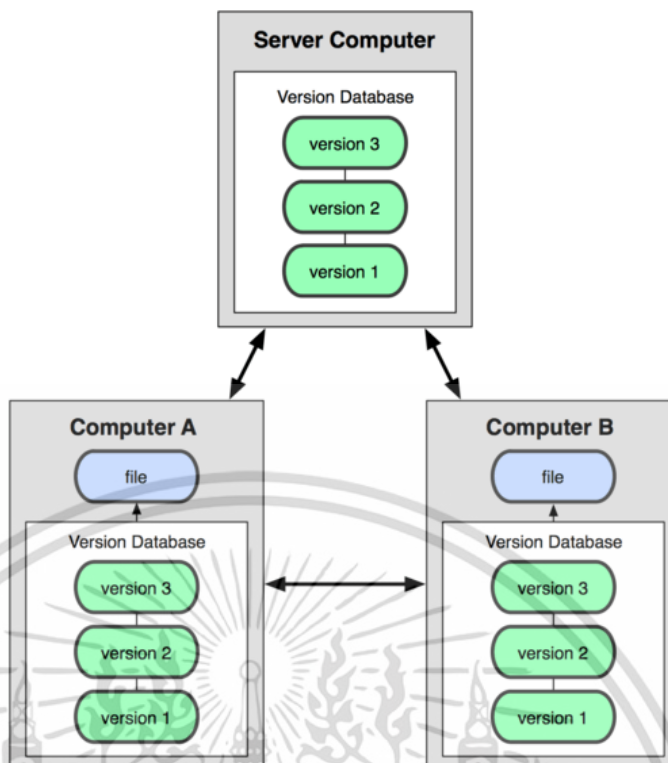 Server Computer
Version Database
version 3
version 2
version 1
Computer A
file
Version Database
version 3
version 2
version 1
Computer B
file
Version Database
version 3
version 2
version 1